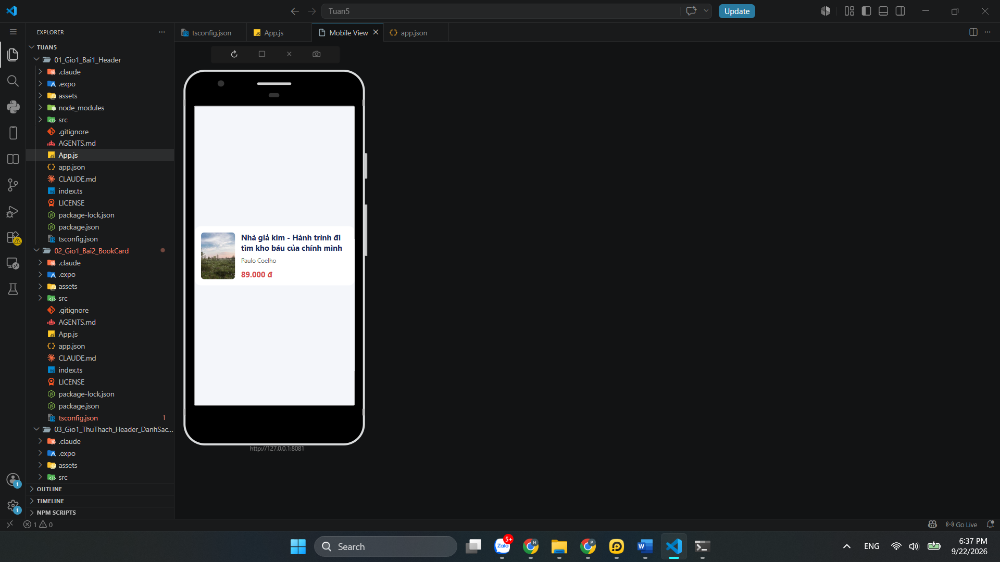 Tuan5
Update
EXPLORER
tsconfig.json
App.js
Mobile View
app.json
TUAN5
01_Gio1_Bai1_Header
.claude
.expo
assets
node_modules
src
.gitignore
AGENTS.md
App.js
app.json
CLAUDE.md
index.ts
LICENSE
package-lock.json
package.json
tsconfig.json
02_Gio1_Bai2_BookCard
.claude
.expo
assets
src
.gitignore
AGENTS.md
App.js
app.json
CLAUDE.md
index.ts
LICENSE
package-lock.json
package.json
tsconfig.json 1
03_Gio1_ThuThach_Header_DanhSac...
.claude
.expo
assets
src
OUTLINE
TIMELINE
NPM SCRIPTS
Nhà giả kim - Hành trình đi
tìm kho báu của chính mình
Paulo Coelho
89.000 đ
http://127.0.0.1:8081
1
1
1 0
Go Live
Search
5+
Zalo
H
P
W
ENG
6:37 PM
9/22/2026